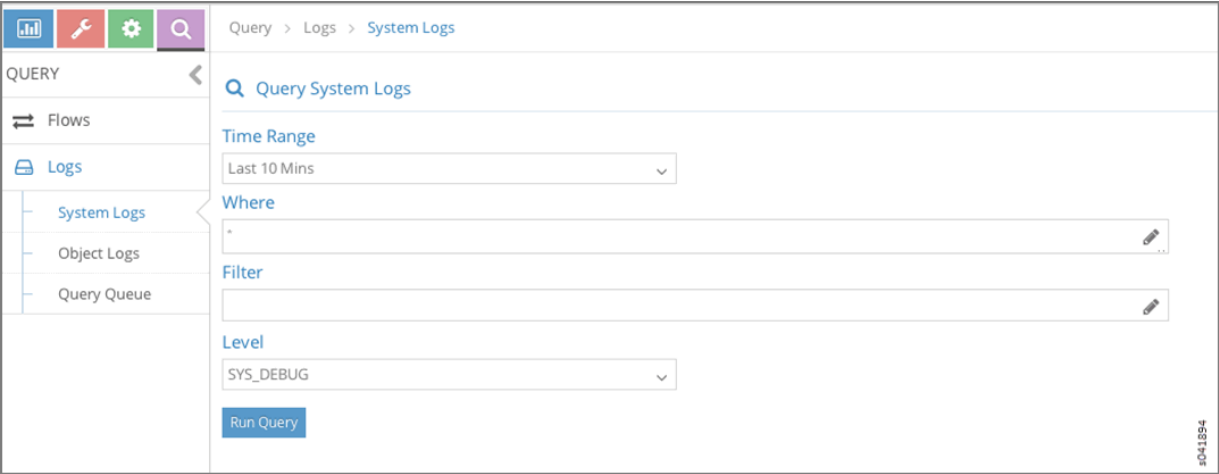 Query > Logs > System Logs
QUERY
Flows
Logs
System Logs
Object Logs
Query Queue
Query System Logs
Time Range
Last 10 Mins
Where
*
Filter
Level
SYS_DEBUG
Run Query
s041894